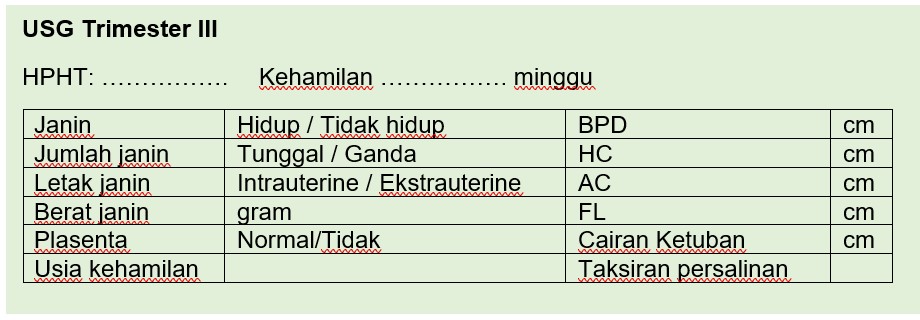 USG Trimester III
HPHT: ................ Kehamilan ................ minggu
Janin Hidup / Tidak hidup BPD cm
Jumlah janin Tunggal / Ganda HC cm
Letak janin Intrauterine / Ekstrauterine AC cm
Berat janin gram FL cm
Plasenta Normal/Tidak Cairan Ketuban cm
Usia kehamilan Taksiran persalinan